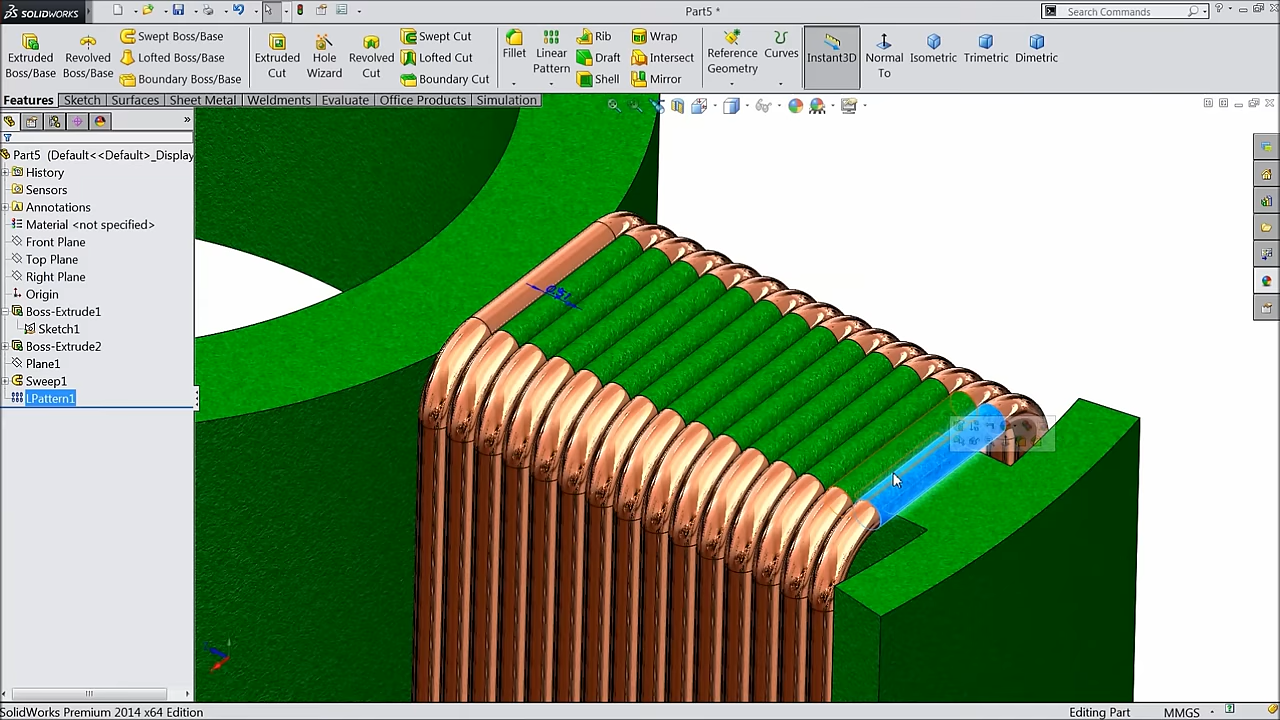 SOLIDWORKS
Part5 *
Search Commands
Extruded Boss/Base
Revolved Boss/Base
Swept Boss/Base
Lofted Boss/Base
Boundary Boss/Base
Extruded Cut
Hole Wizard
Revolved Cut
Swept Cut
Lofted Cut
Boundary Cut
Fillet
Linear Pattern
Rib
Draft
Shell
Wrap
Intersect
Mirror
Reference Geometry
Curves
Instant3D
Normal To
Isometric
Trimetric
Dimetric
Features
Sketch
Surfaces
Sheet Metal
Weldments
Evaluate
Office Products
Simulation
Part5 (Default<<Default>_Display
History
Sensors
Annotations
Material <not specified>
Front Plane
Top Plane
Right Plane
Origin
Boss-Extrude1
Sketch1
Boss-Extrude2
Plane1
Sweep1
LPattern1
SolidWorks Premium 2014 x64 Edition
Editing Part
MMGS